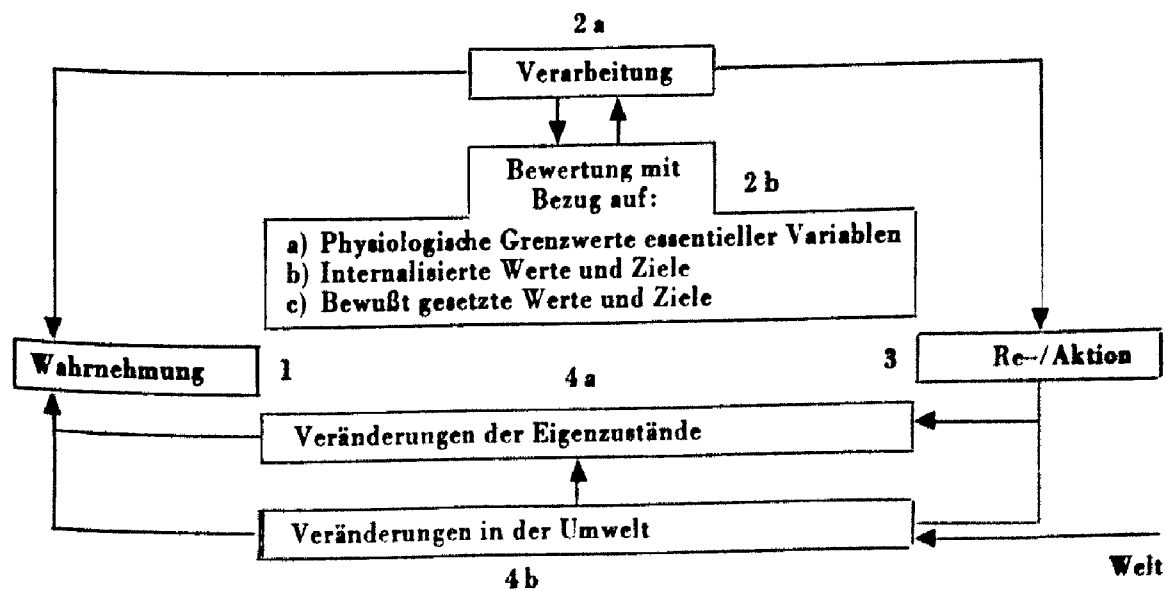 2 a
Verarbeitung
Bewertung mit
Bezug auf:
2 b
a) Physiologische Grenzwerte essentieller Variablen
b) Internalisierte Werte und Ziele
c) Bewußt gesetzte Werte und Ziele
Wahrnehmung
1
3
Re-/Aktion
4 a
Veränderungen der Eigenzustände
Veränderungen in der Umwelt
Welt
4 b